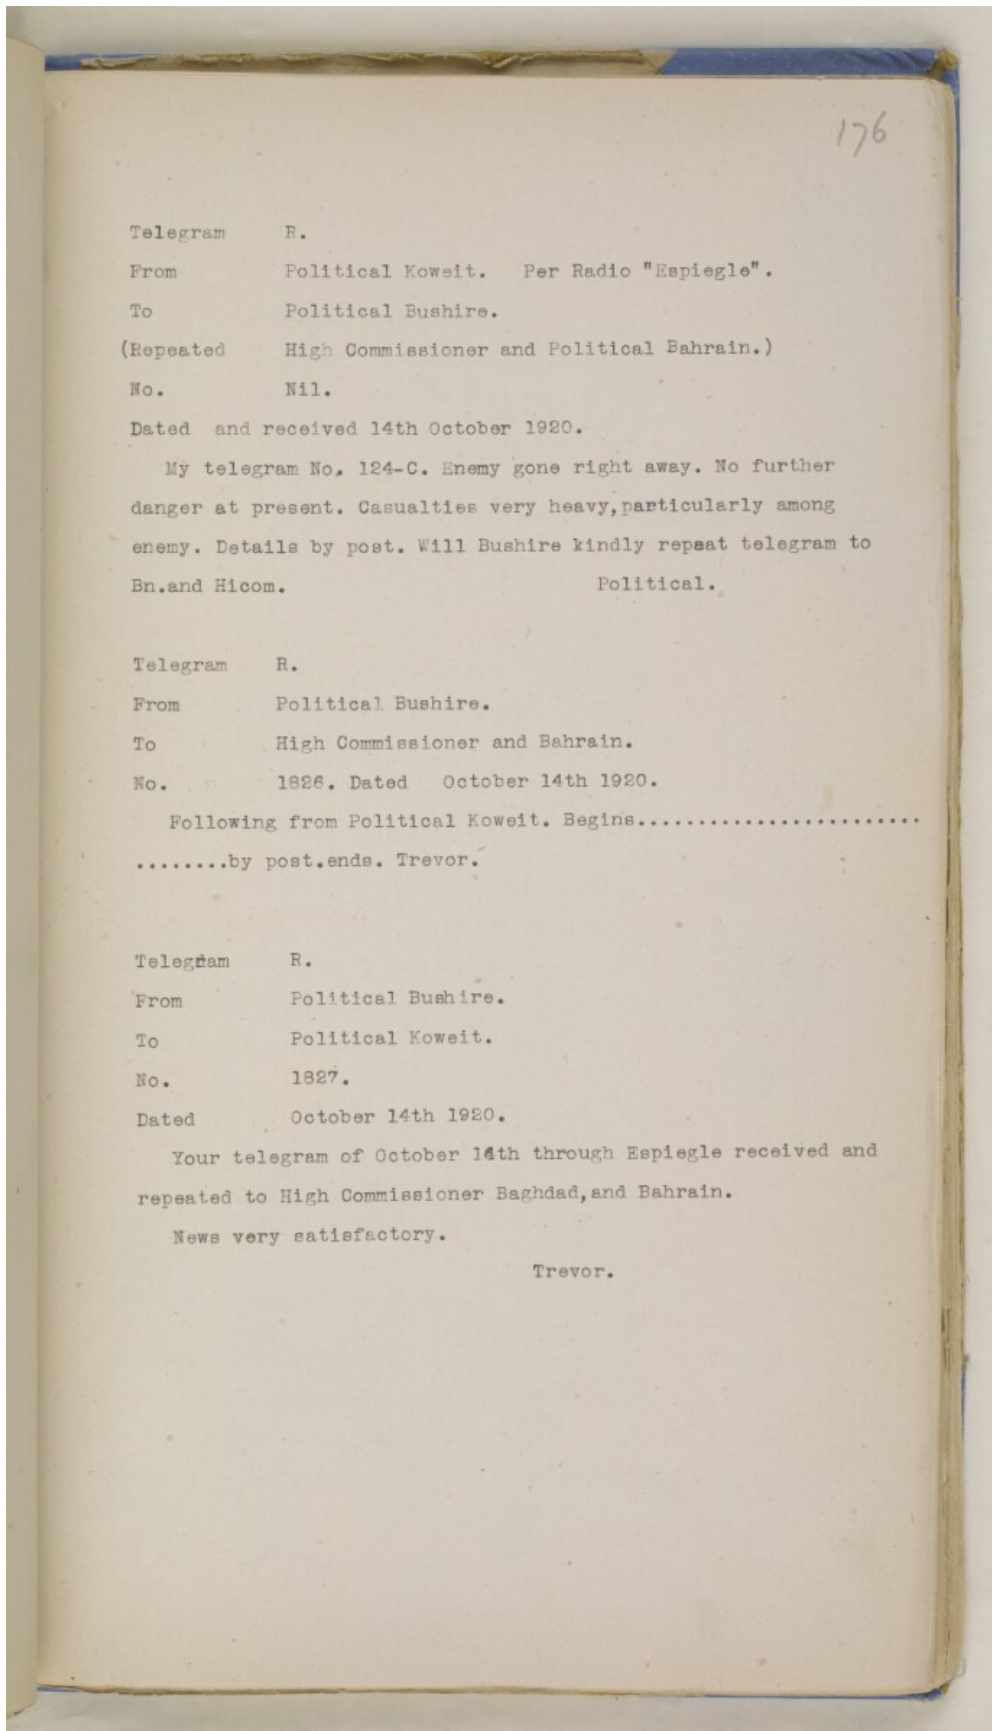 176
Telegram R.
From Political Koweit. Per Radio "Espiegle".
To Political Bushire.
(Repeated High Commissioner and Political Bahrain.)
No. Nil.
Dated and received 14th October 1920.
My telegram No. 124-C. Enemy gone right away. No further
danger at present. Casualties very heavy,particularly among
enemy. Details by post. Will Bushire kindly repeat telegram to
Bn.and Hicom. Political.
Telegram R.
From Political Bushire.
To High Commissioner and Bahrain.
No. 1826. Dated October 14th 1920.
Following from Political Koweit. Begins........................
........by post.ends. Trevor.
Telegram R.
From Political Bushire.
To Political Koweit.
No. 1827.
Dated October 14th 1920.
Your telegram of October 14th through Espiegle received and
repeated to High Commissioner Baghdad,and Bahrain.
News very satisfactory.
Trevor.